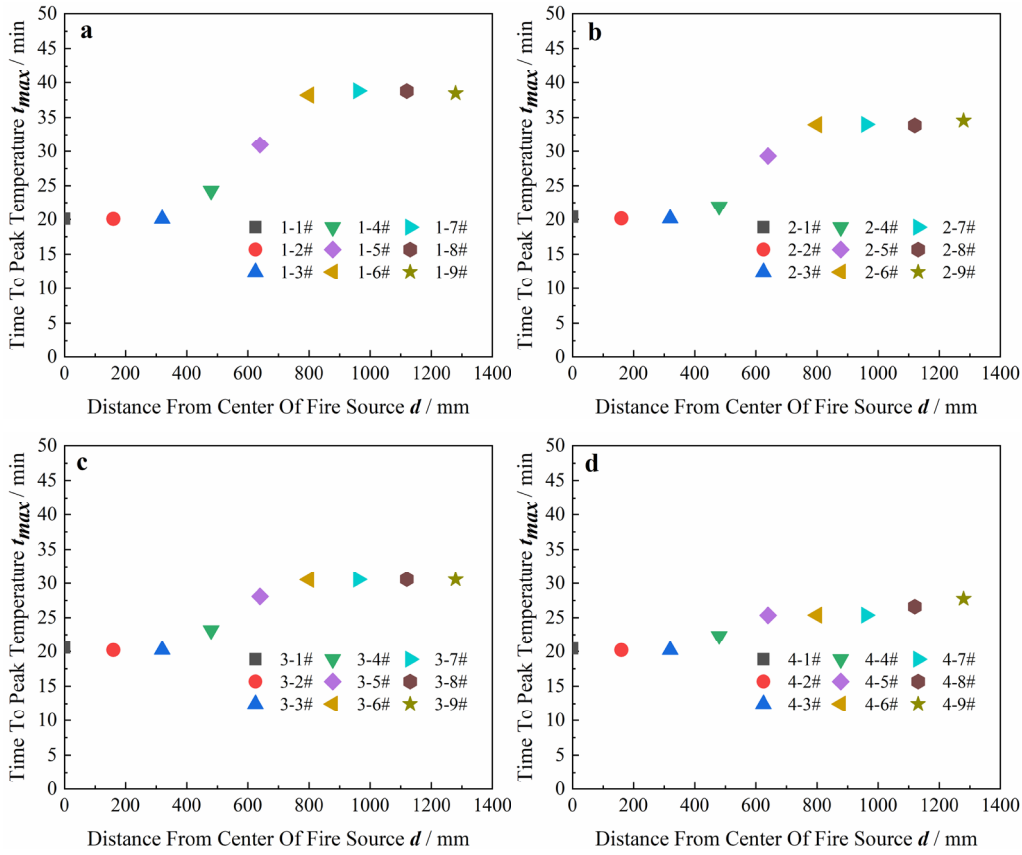 a
50
45
40
35
30
25
20
15
10
5
0
Time To Peak Temperature tmax / min
1-1# 1-4# 1-7#
1-2# 1-5# 1-8#
1-3# 1-6# 1-9#
0 200 400 600 800 1000 1200 1400
Distance From Center Of Fire Source d / mm
b
50
45
40
35
30
25
20
15
10
5
0
Time To Peak Temperature tmax / min
2-1# 2-4# 2-7#
2-2# 2-5# 2-8#
2-3# 2-6# 2-9#
0 200 400 600 800 1000 1200 1400
Distance From Center Of Fire Source d / mm
c
50
45
40
35
30
25
20
15
10
5
0
Time To Peak Temperature tmax / min
3-1# 3-4# 3-7#
3-2# 3-5# 3-8#
3-3# 3-6# 3-9#
0 200 400 600 800 1000 1200 1400
Distance From Center Of Fire Source d / mm
d
50
45
40
35
30
25
20
15
10
5
0
Time To Peak Temperature tmax / min
4-1# 4-4# 4-7#
4-2# 4-5# 4-8#
4-3# 4-6# 4-9#
0 200 400 600 800 1000 1200 1400
Distance From Center Of Fire Source d / mm